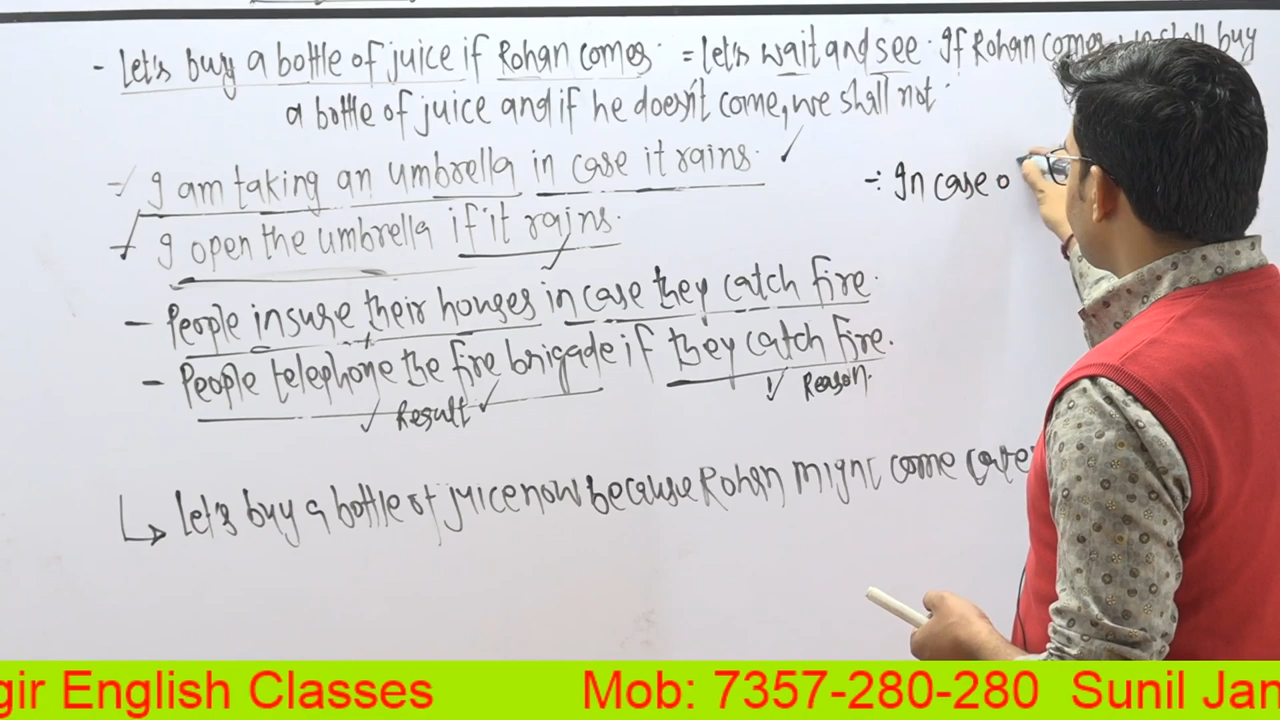 - Let's buy a bottle of juice if Rohan comes. = let's wait and see. If Rohan comes, we shall buy
a bottle of juice and if he doesn't come, we shall not.
- I am taking an umbrella in case it rains. ✓
- I open the umbrella if it rains.
- People insure their houses in case they catch fire.
- People telephone the fire brigade if they catch fire.
Result
Reason.
Let's buy a bottle of juice now because Rohan might come
-: In case o
gir English Classes Mob: 7357-280-280 Sunil Jan